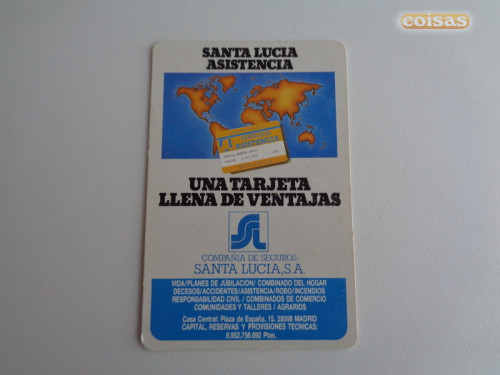 coisas
SANTA LUCIA
ASISTENCIA
ASISTENCIA
UNA TARJETA
LLENA DE VENTAJAS
COMPAÑIA DE SEGUROS
SANTA LUCIA, S.A.
VIDA/PLANES DE JUBILACION/ COMBINADO DEL HOGAR
DECESOS/ACCIDENTES/ASISTENCIA/ROBO/INCENDIOS
RESPONSABILIDAD CIVIL / COMBINADOS DE COMERCIO
COMUNIDADES Y TALLERES / AGRARIOS
Casa Central: Plaza de España, 15. 28008 MADRID
CAPITAL, RESERVAS Y PROVISIONES TECNICAS:
8.952.756.892 Ptas.